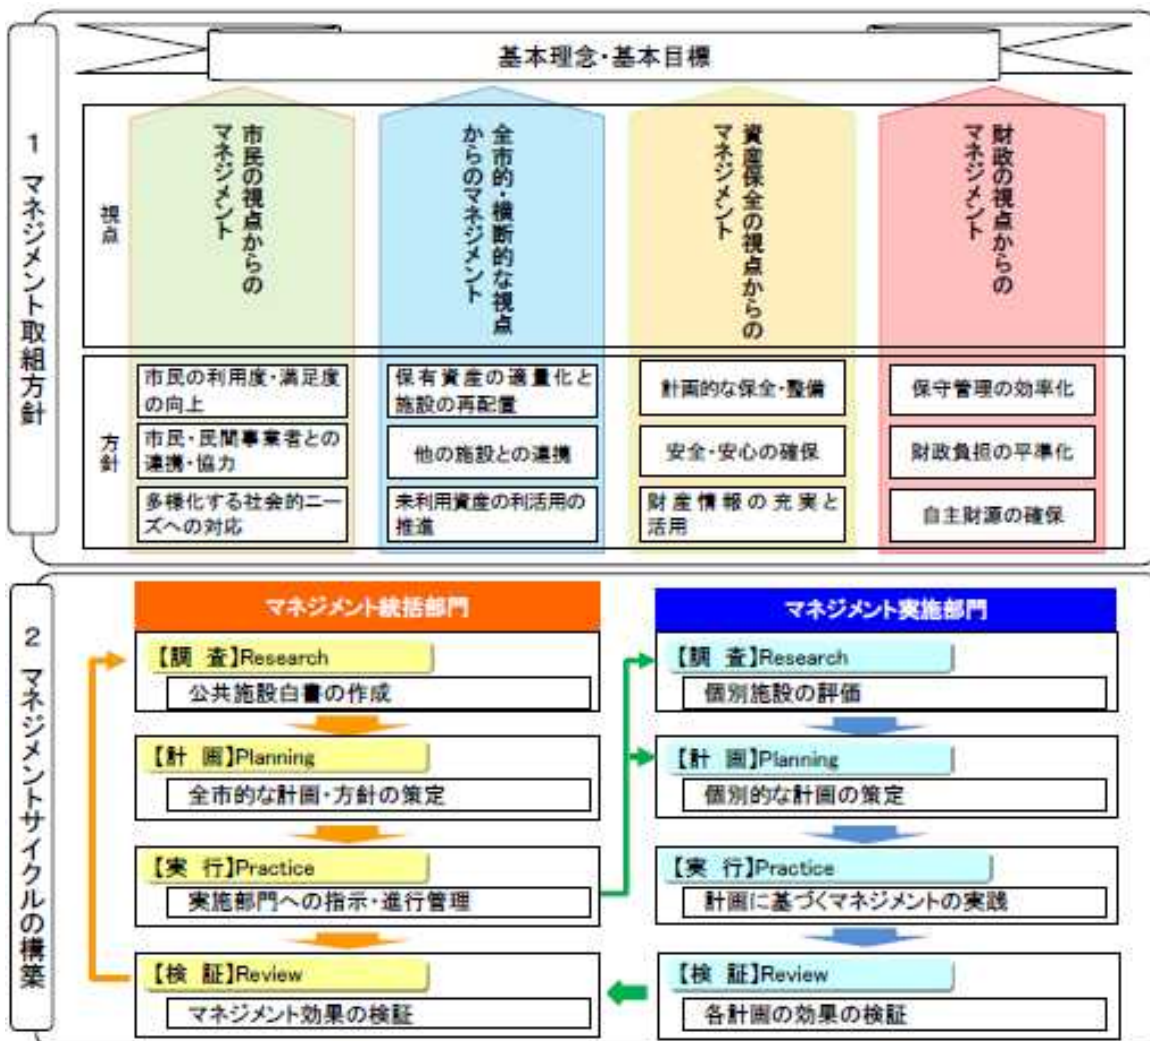 基本理念・基本目標
1 マネジメント取組方針
視点
市民の視点からの
マネジメント
全市的・横断的な視点
からのマネジメント
資産保全の視点からの
マネジメント
財政の視点からの
マネジメント
方針
市民の利用度・満足度
の向上
市民・民間事業者との
連携・協力
多様化する社会的ニー
ズへの対応
保有資産の適量化と
施設の再配置
他の施設との連携
未利用資産の利活用の
推進
計画的な保全・整備
安全・安心の確保
財産情報の充実と
活用
保守管理の効率化
財政負担の平準化
自主財源の確保
2 マネジメントサイクルの構築
マネジメント統括部門
【調 査】Research
公共施設白書の作成
【計 画】Planning
全市的な計画・方針の策定
【実 行】Practice
実施部門への指示・進行管理
【検 証】Review
マネジメント効果の検証
マネジメント実施部門
【調 査】Research
個別施設の評価
【計 画】Planning
個別的な計画の策定
【実 行】Practice
計画に基づくマネジメントの実践
【検 証】Review
各計画の効果の検証